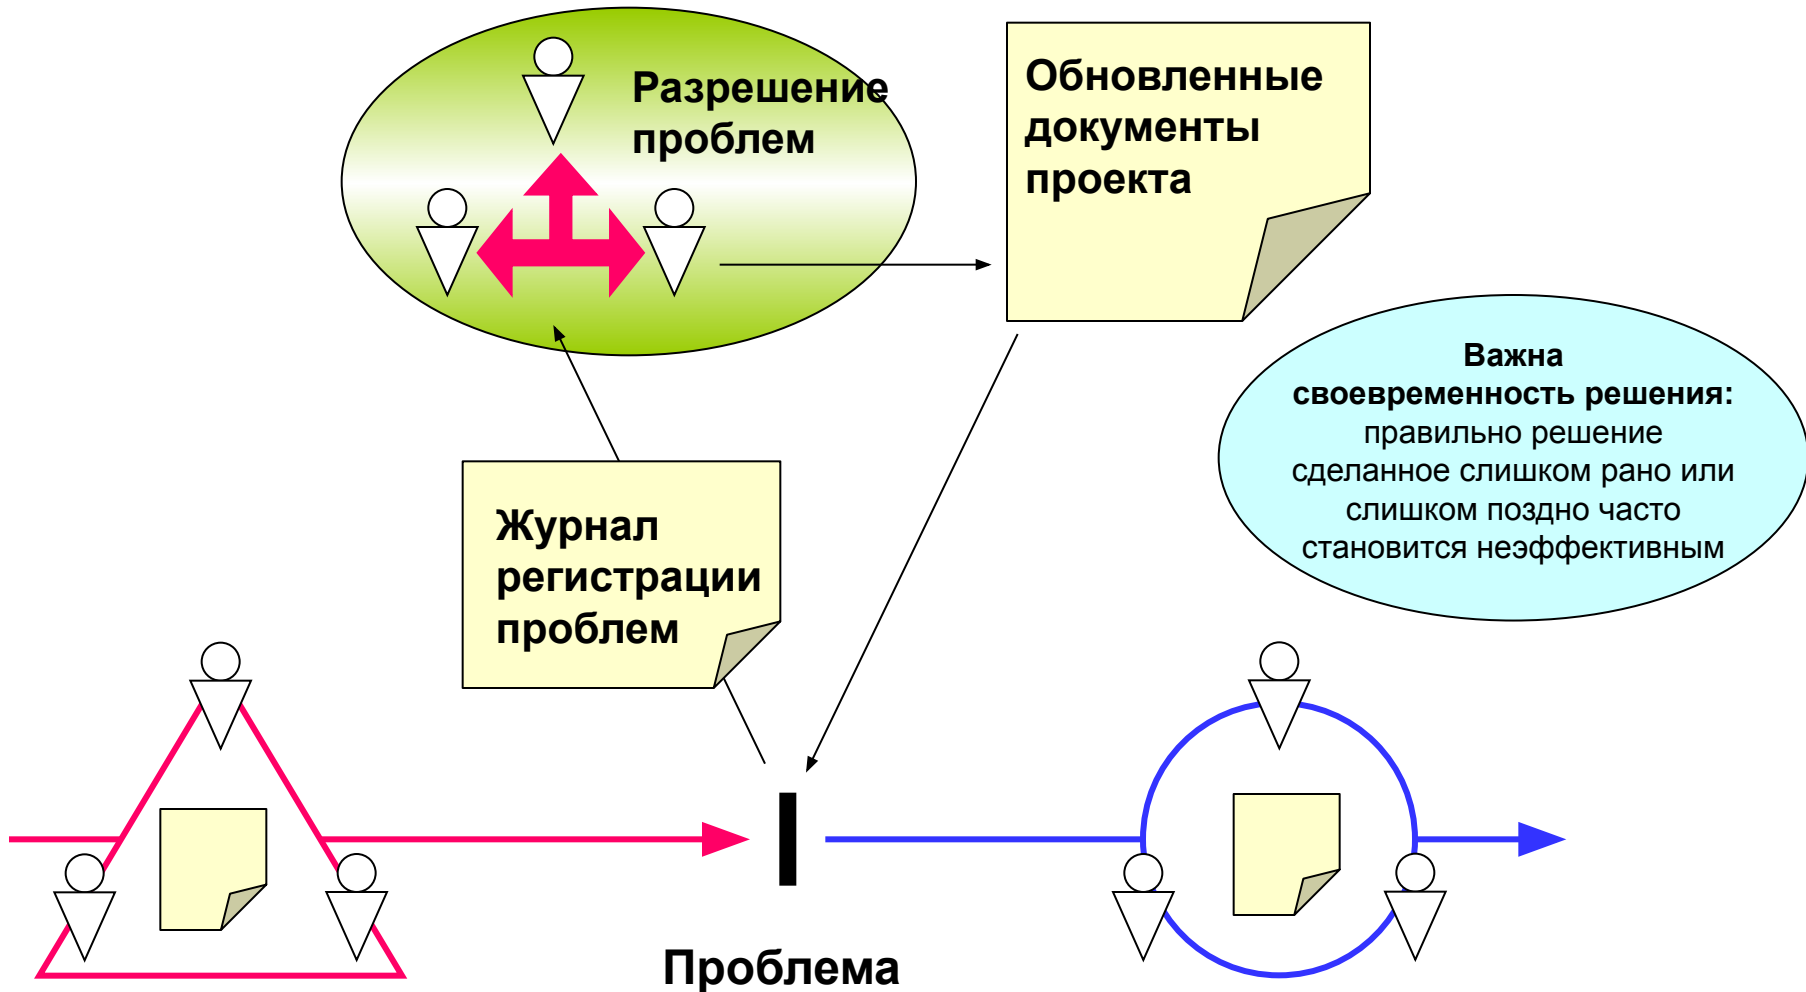 Разрешение
проблем
Обновленные
документы
проекта
Важна
своевременность решения:
правильно решение
сделанное слишком рано или
слишком поздно часто
становится неэффективным
Журнал
регистрации
проблем
Проблема